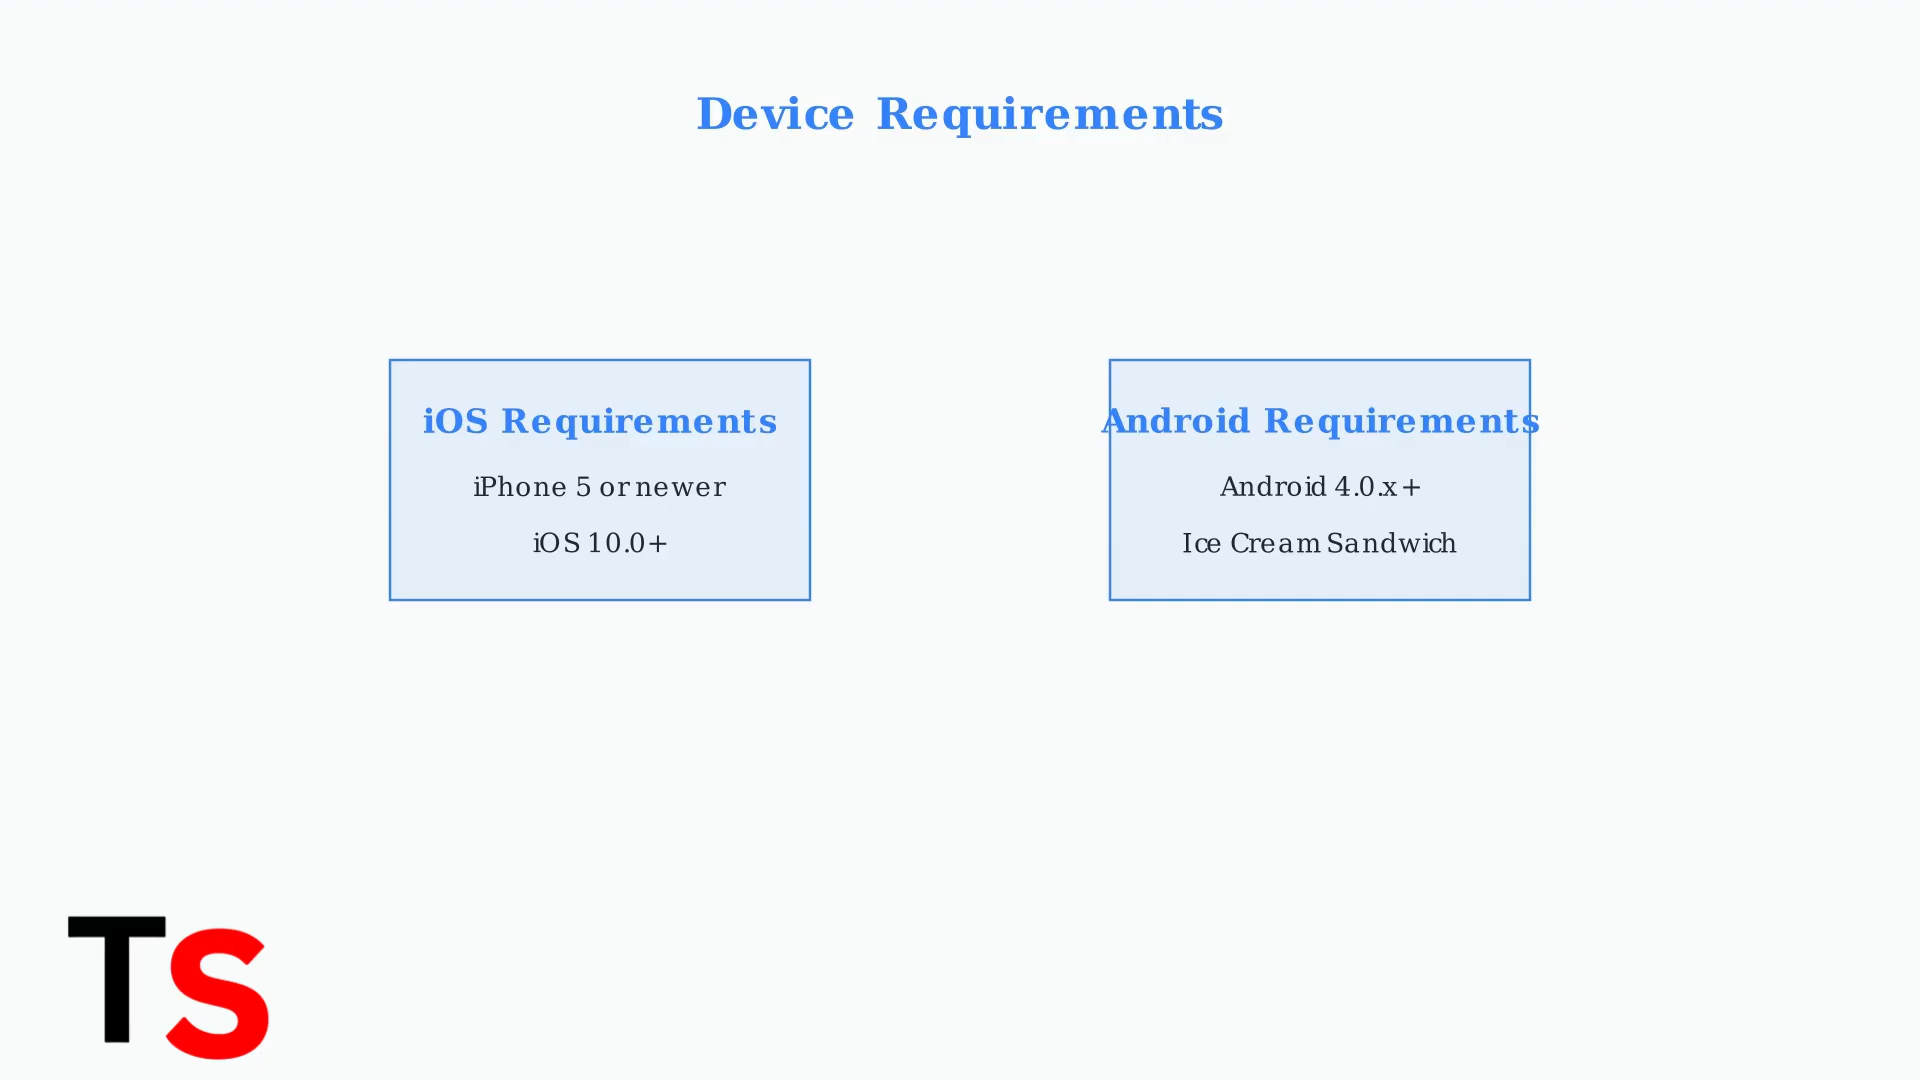 Device Requirements
iOS Requirements
iPhone 5 or newer
iOS 10.0+
Android Requirements
Android 4.0.x+
Ice Cream Sandwich
TS